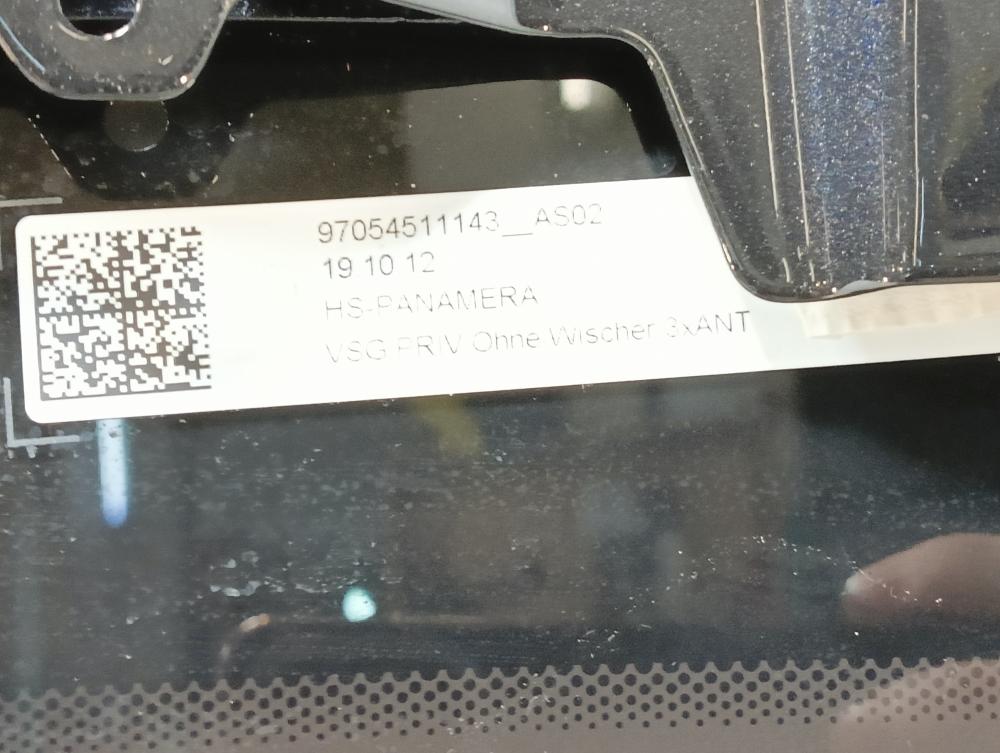 97054511143__AS02
19 10 12
HS-PANAMERA
VSG PRIV Ohne Wischer 3xANT